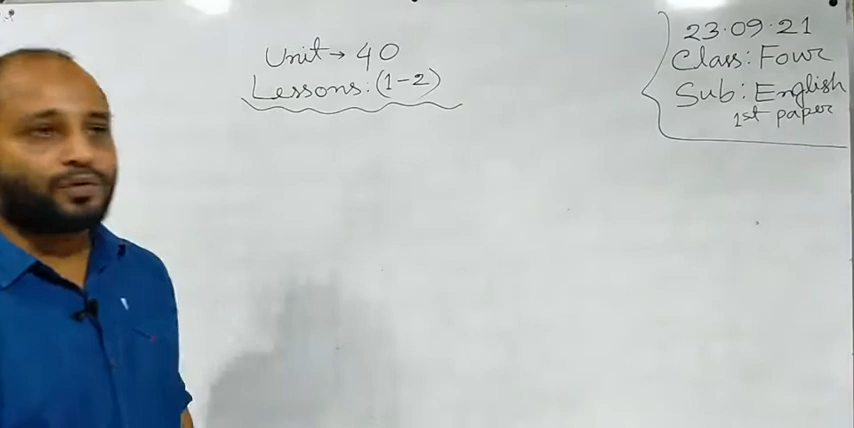 Unit → 40
Lessons: (1-2)
23.09.21
Class: Four
Sub: English
1st paper